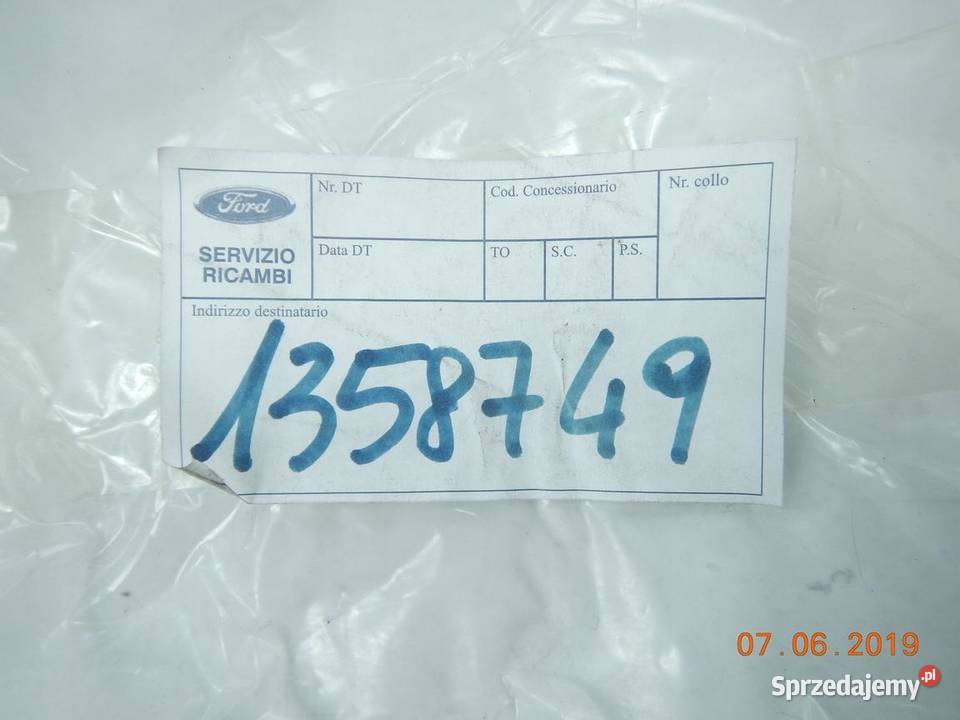 Ford
SERVIZIO
RICAMBI
Nr. DT
Cod. Concessionario
Nr. collo
Data DT
TO
S.C.
P.S.
Indirizzo destinatario
1358749
07.06.2019
Sprzedajemy.pl